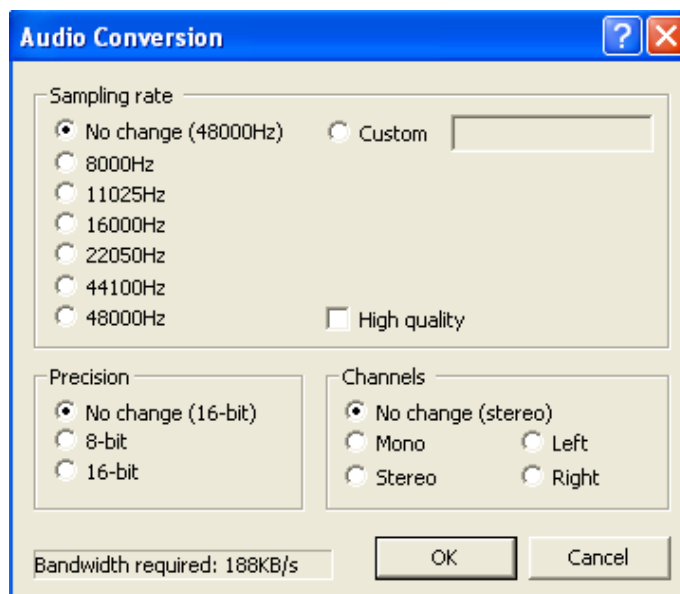 Audio Conversion
Sampling rate
No change (48000Hz)
Custom
8000Hz
11025Hz
16000Hz
22050Hz
44100Hz
48000Hz
High quality
Precision
No change (16-bit)
8-bit
16-bit
Channels
No change (stereo)
Mono
Left
Stereo
Right
Bandwidth required: 188KB/s
OK
Cancel